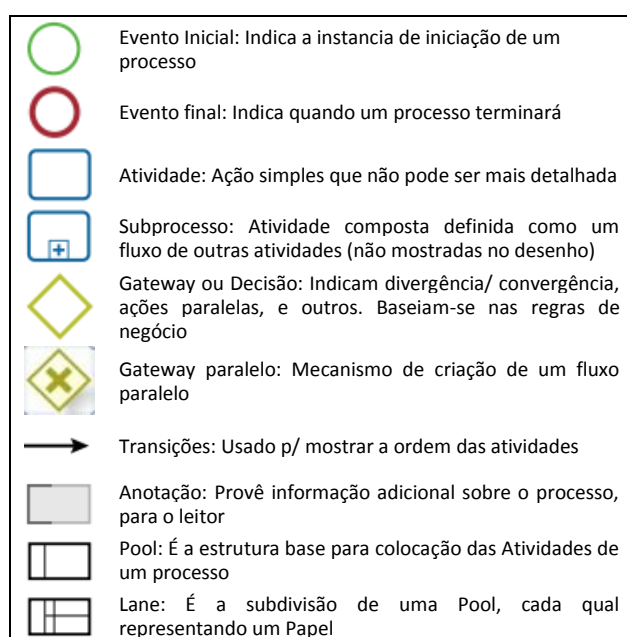 Evento Inicial: Indica a instancia de iniciação de um
processo
Evento final: Indica quando um processo terminará
Atividade: Ação simples que não pode ser mais detalhada
Subprocesso: Atividade composta definida como um
fluxo de outras atividades (não mostradas no desenho)
Gateway ou Decisão: Indicam divergência/ convergência,
ações paralelas, e outros. Baseiam-se nas regras de
negócio
Gateway paralelo: Mecanismo de criação de um fluxo
paralelo
Transições: Usado p/ mostrar a ordem das atividades
Anotação: Provê informação adicional sobre o processo,
para o leitor
Pool: É a estrutura base para colocação das Atividades de
um processo
Lane: É a subdivisão de uma Pool, cada qual
representando um Papel